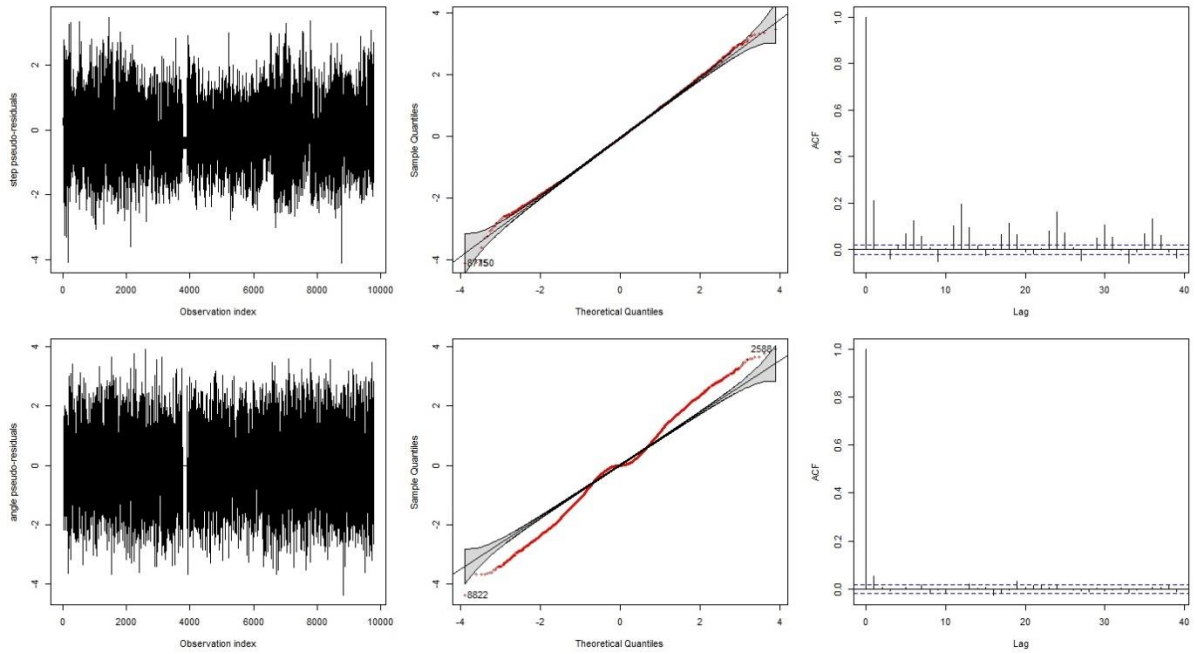 step pseudo-residuals
2
0
-2
-4
0 2000 4000 6000 8000 10000
Observation index
Sample Quantiles
4
2
0
-2
-4
-4 -2 0 2 4
Theoretical Quantiles
ACF
1.0
0.8
0.6
0.4
0.2
0.0
0 10 20 30 40
Lag
angle pseudo-residuals
4
2
0
-2
-4
0 2000 4000 6000 8000 10000
Observation index
Sample Quantiles
4
2
0
-2
-4
2588
-8822
-4 -2 0 2 4
Theoretical Quantiles
ACF
1.0
0.8
0.6
0.4
0.2
0.0
0 10 20 30 40
Lag